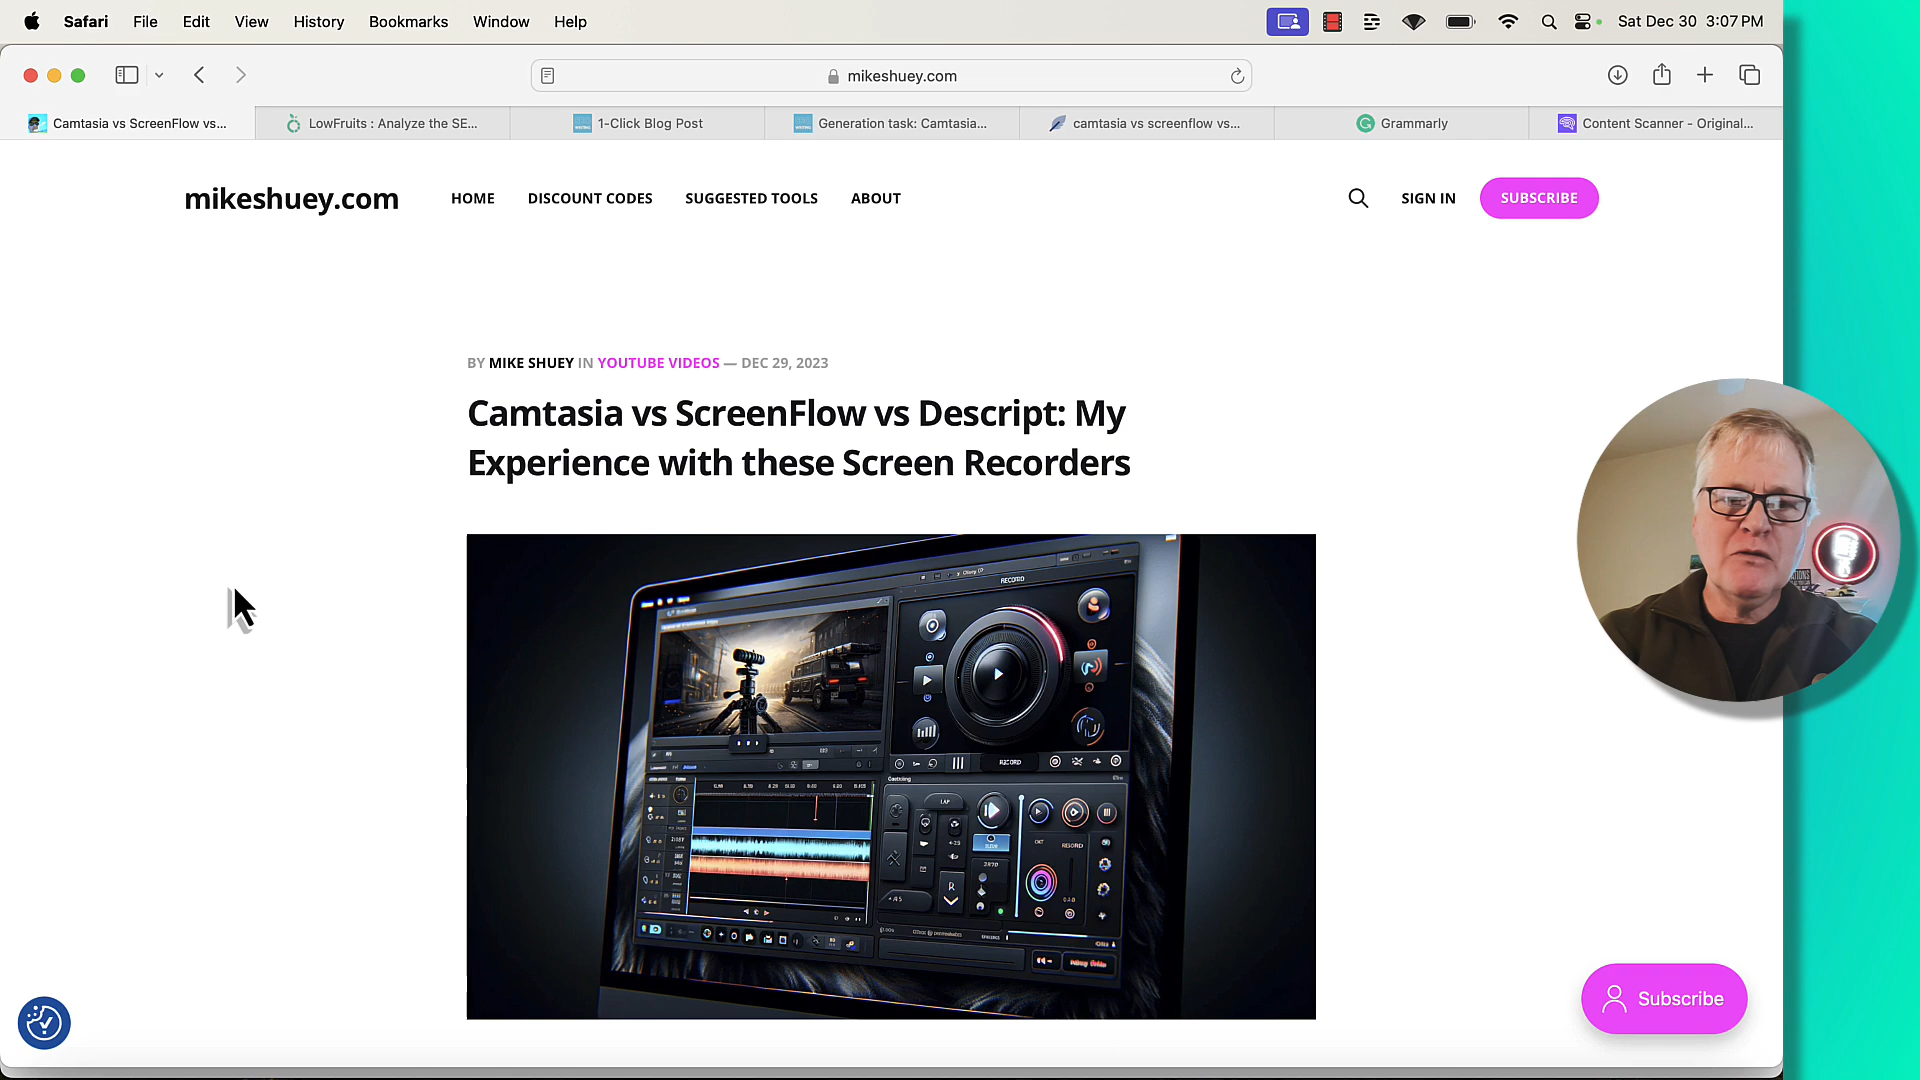 Safari File Edit View History Bookmarks Window Help Sat Dec 30 3:07 PM
mikeshuey.com
Camtasia vs ScreenFlow vs... LowFruits : Analyze the SE... 1-Click Blog Post Generation task: Camtasia... camtasia vs screenflow vs... Grammarly Content Scanner - Original...
mikeshuey.com HOME DISCOUNT CODES SUGGESTED TOOLS ABOUT SIGN IN SUBSCRIBE
BY MIKE SHUEY IN YOUTUBE VIDEOS — DEC 29, 2023
Camtasia vs ScreenFlow vs Descript: My
Experience with these Screen Recorders
RECORD
RECORD
LAP
RECORD
R
Subscribe